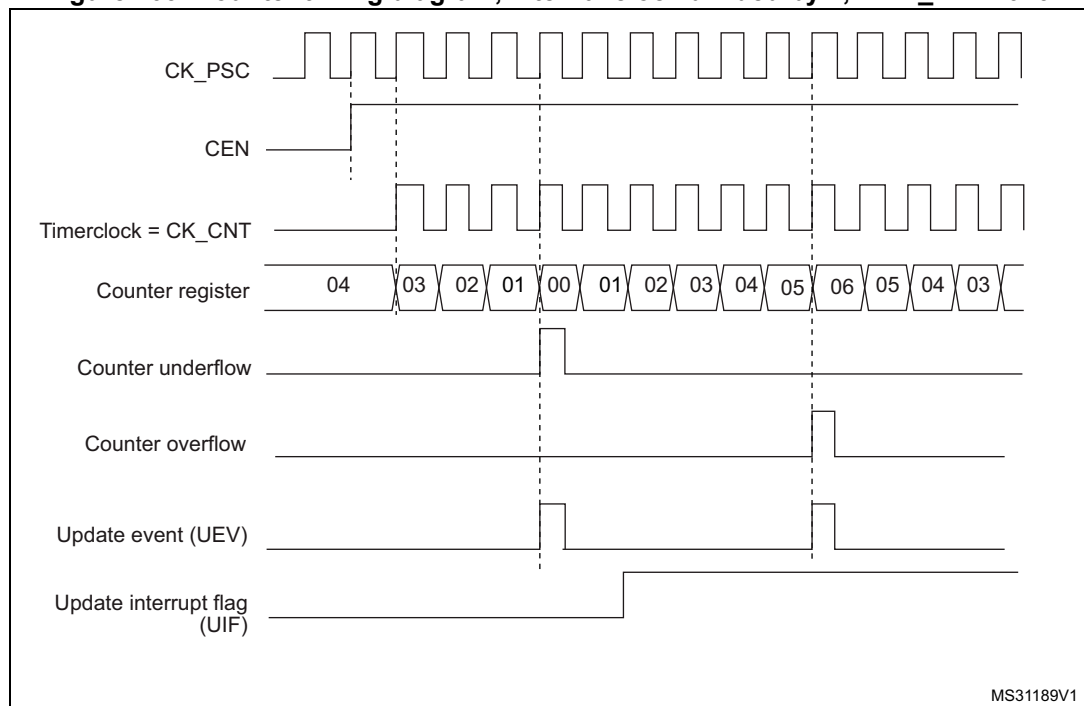 CK_PSC
CEN
Timerclock = CK_CNT
Counter register
04 03 02 01 00 01 02 03 04 05 06 05 04 03
Counter underflow
Counter overflow
Update event (UEV)
Update interrupt flag
(UIF)
MS31189V1